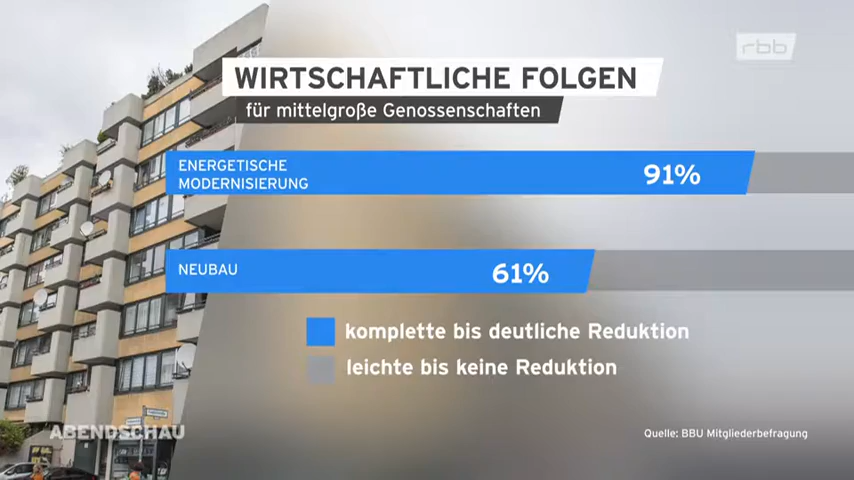 rbb
WIRTSCHAFTLICHE FOLGEN
für mittelgroße Genossenschaften
ENERGETISCHE
MODERNISIERUNG
91%
NEUBAU
61%
komplette bis deutliche Reduktion
leichte bis keine Reduktion
ABENDSCHAU
Quelle: BBU Mitgliederbefragung